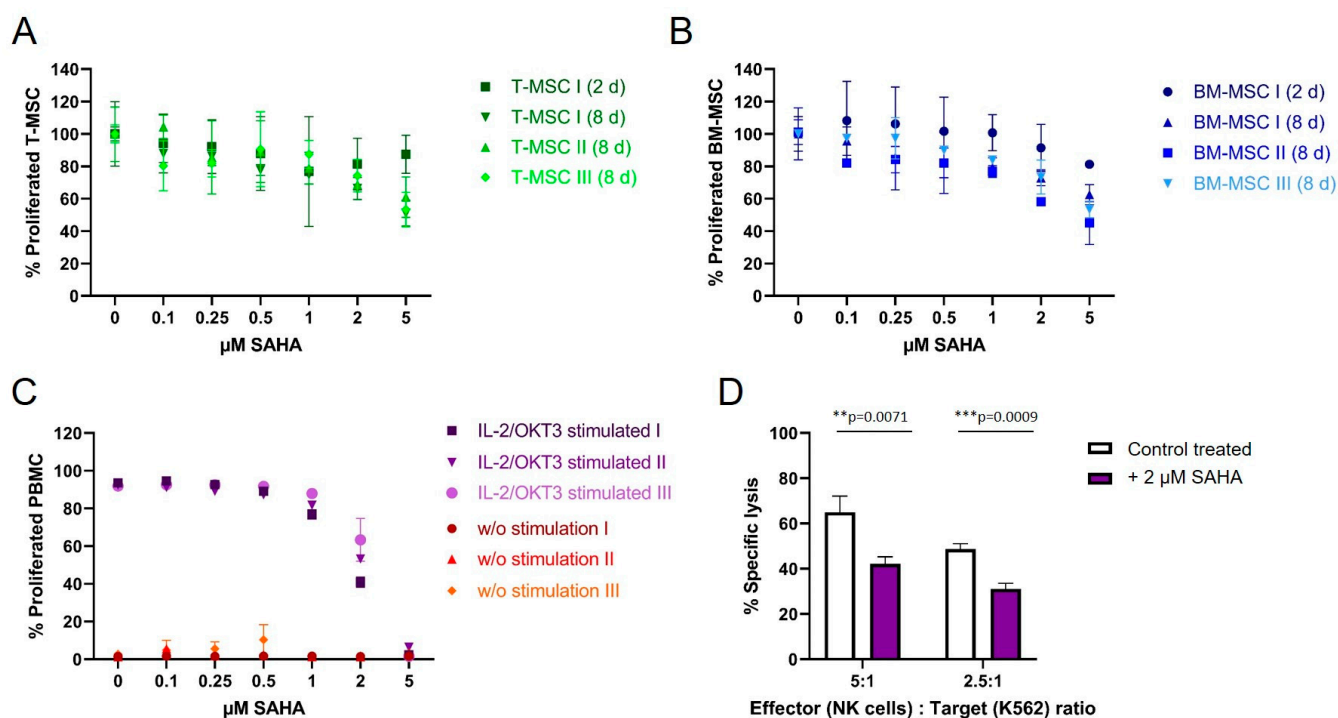 A
% Proliferated T-MSC
140
120
100
80
60
40
20
0
0 0.1 0.25 0.5 1 2 5
µM SAHA
T-MSC I (2 d)
T-MSC I (8 d)
T-MSC II (8 d)
T-MSC III (8 d)
B
% Proliferated BM-MSC
140
120
100
80
60
40
20
0
0 0.1 0.25 0.5 1 2 5
µM SAHA
BM-MSC I (2 d)
BM-MSC I (8 d)
BM-MSC II (8 d)
BM-MSC III (8 d)
C
% Proliferated PBMC
120
100
80
60
40
20
0
0 0.1 0.25 0.5 1 2 5
µM SAHA
IL-2/OKT3 stimulated I
IL-2/OKT3 stimulated II
IL-2/OKT3 stimulated III
w/o stimulation I
w/o stimulation II
w/o stimulation III
D
**p=0.0071 ***p=0.0009
% Specific lysis
100
80
60
40
20
0
5:1 2.5:1
Effector (NK cells) : Target (K562) ratio
Control treated
+ 2 µM SAHA